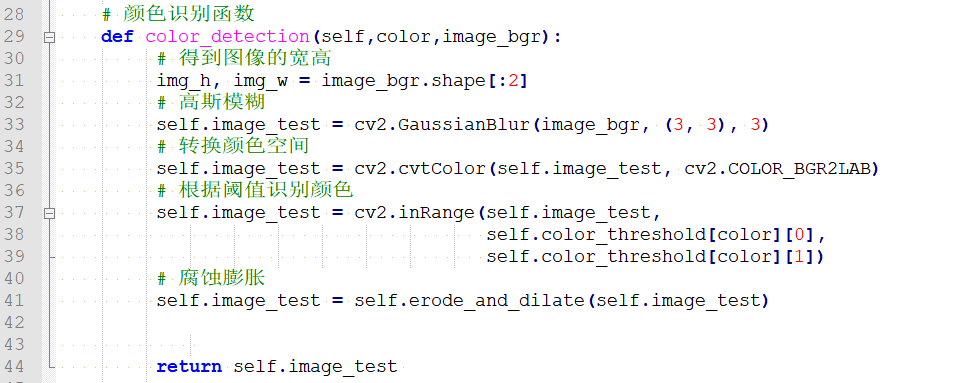 28 # 颜色识别函数
29 def color_detection(self,color,image_bgr):
30 # 得到图像的宽高
31 img_h, img_w = image_bgr.shape[:2]
32 # 高斯模糊
33 self.image_test = cv2.GaussianBlur(image_bgr, (3, 3), 3)
34 # 转换颜色空间
35 self.image_test = cv2.cvtColor(self.image_test, cv2.COLOR_BGR2LAB)
36 # 根据阈值识别颜色
37 self.image_test = cv2.inRange(self.image_test,
38 self.color_threshold[color][0],
39 self.color_threshold[color][1])
40 # 腐蚀膨胀
41 self.image_test = self.erode_and_dilate(self.image_test)
42
43
44 return self.image_test